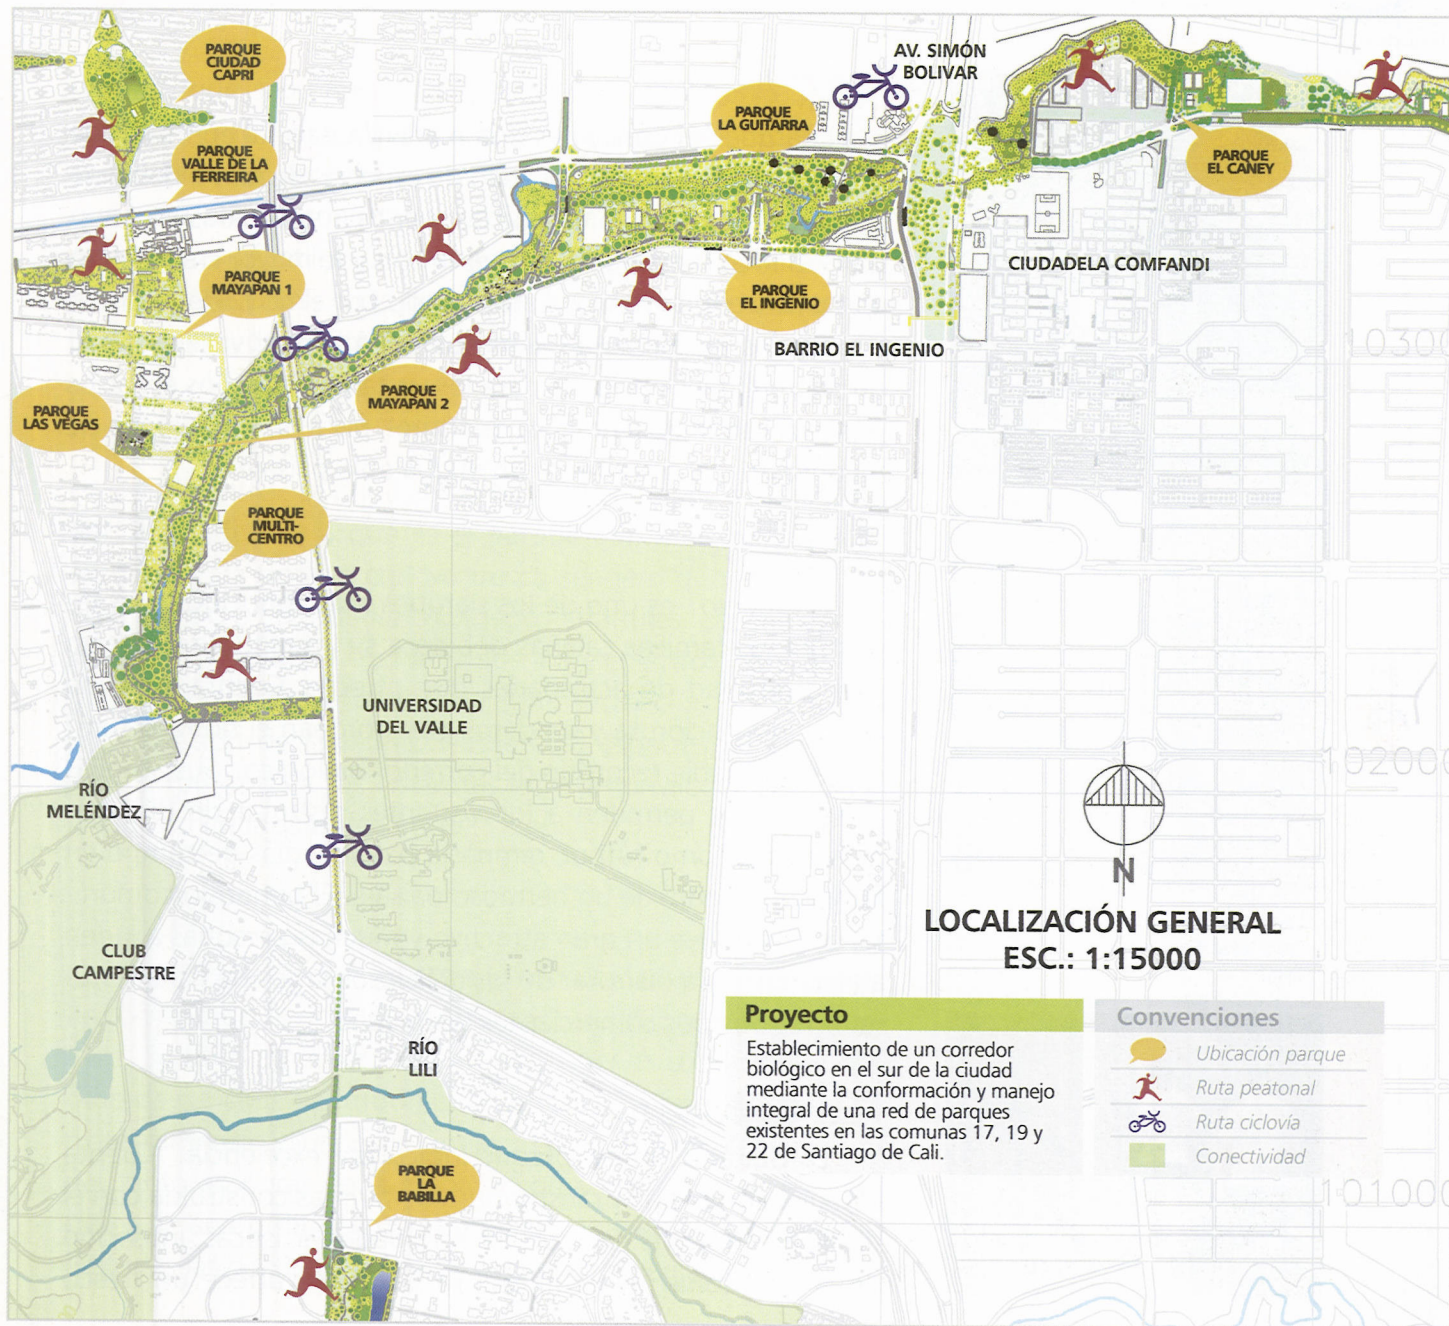 PARQUE
CIUDAD
CAPRI
PARQUE
VALLE DE LA
FERREIRA
PARQUE
MAYAPAN 1
PARQUE
LAS VEGAS
PARQUE
MAYAPAN 2
PARQUE
MULTI-
CENTRO
PARQUE
LA GUITARRA
AV. SIMÓN
BOLIVAR
PARQUE
EL CANEY
PARQUE
EL INGENIO
CIUDADELA COMFANDI
BARRIO EL INGENIO
10300
UNIVERSIDAD
DEL VALLE
RÍO
MELÉNDEZ
102000
CLUB
CAMPESTRE
N
LOCALIZACIÓN GENERAL
ESC.: 1:15000
RÍO
LILI
PARQUE
LA
BABILLA
Proyecto
Establecimiento de un corredor
biológico en el sur de la ciudad
mediante la conformación y manejo
integral de una red de parques
existentes en las comunas 17, 19 y
22 de Santiago de Cali.
Convenciones
Ubicación parque
Ruta peatonal
Ruta ciclovía
Conectividad
101000